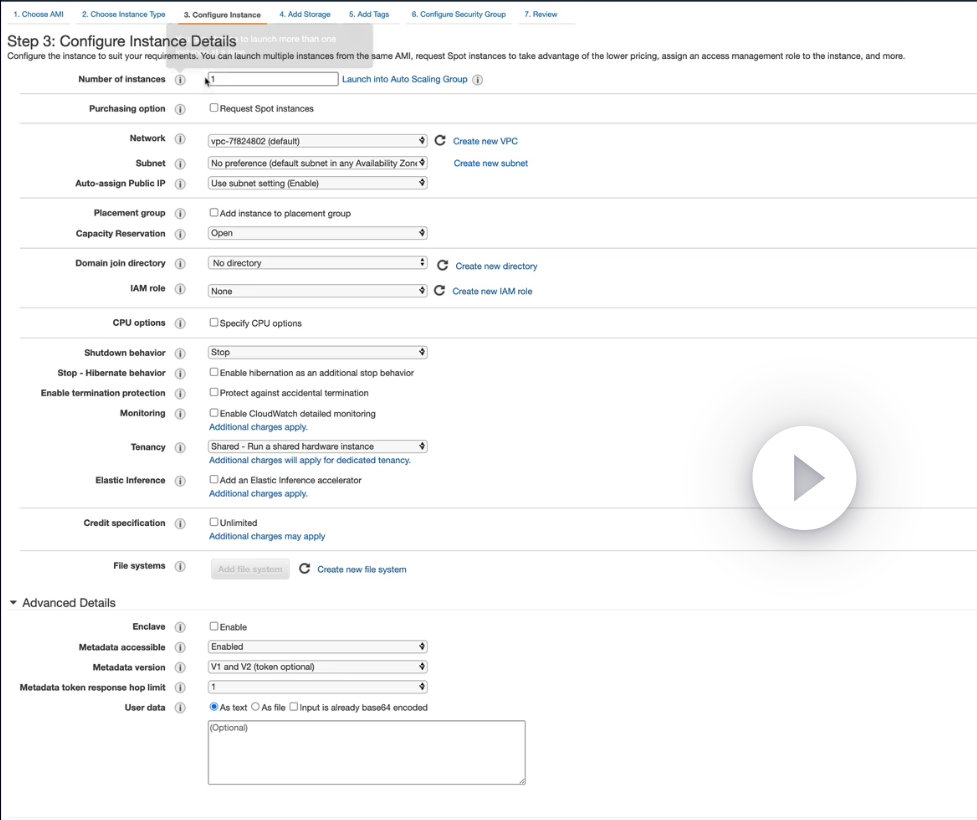 1. Choose AMI 2. Choose Instance Type 3. Configure Instance 4. Add Storage 5. Add Tags 6. Configure Security Group 7. Review
to launch more than one
Step 3: Configure Instance Details
Configure the instance to suit your requirements. You can launch multiple instances from the same AMI, request Spot instances to take advantage of the lower pricing, assign an access management role to the instance, and more.
Number of instances i 1 Launch into Auto Scaling Group i
Purchasing option i Request Spot instances
Network i vpc-7f824802 (default) Create new VPC
Subnet i No preference (default subnet in any Availability Zone Create new subnet
Auto-assign Public IP i Use subnet setting (Enable)
Placement group i Add instance to placement group
Capacity Reservation i Open
Domain join directory i No directory Create new directory
IAM role i None Create new IAM role
CPU options i Specify CPU options
Shutdown behavior i Stop
Stop - Hibernate behavior i Enable hibernation as an additional stop behavior
Enable termination protection i Protect against accidental termination
Monitoring i Enable CloudWatch detailed monitoring
Additional charges apply.
Tenancy i Shared - Run a shared hardware instance
Additional charges will apply for dedicated tenancy.
Elastic Inference i Add an Elastic Inference accelerator
Additional charges apply.
Credit specification i Unlimited
Additional charges may apply
File systems i Add file system Create new file system
Advanced Details
Enclave i Enable
Metadata accessible i Enabled
Metadata version i V1 and V2 (token optional)
Metadata token response hop limit i 1
User data i As text As file Input is already base64 encoded
(Optional)